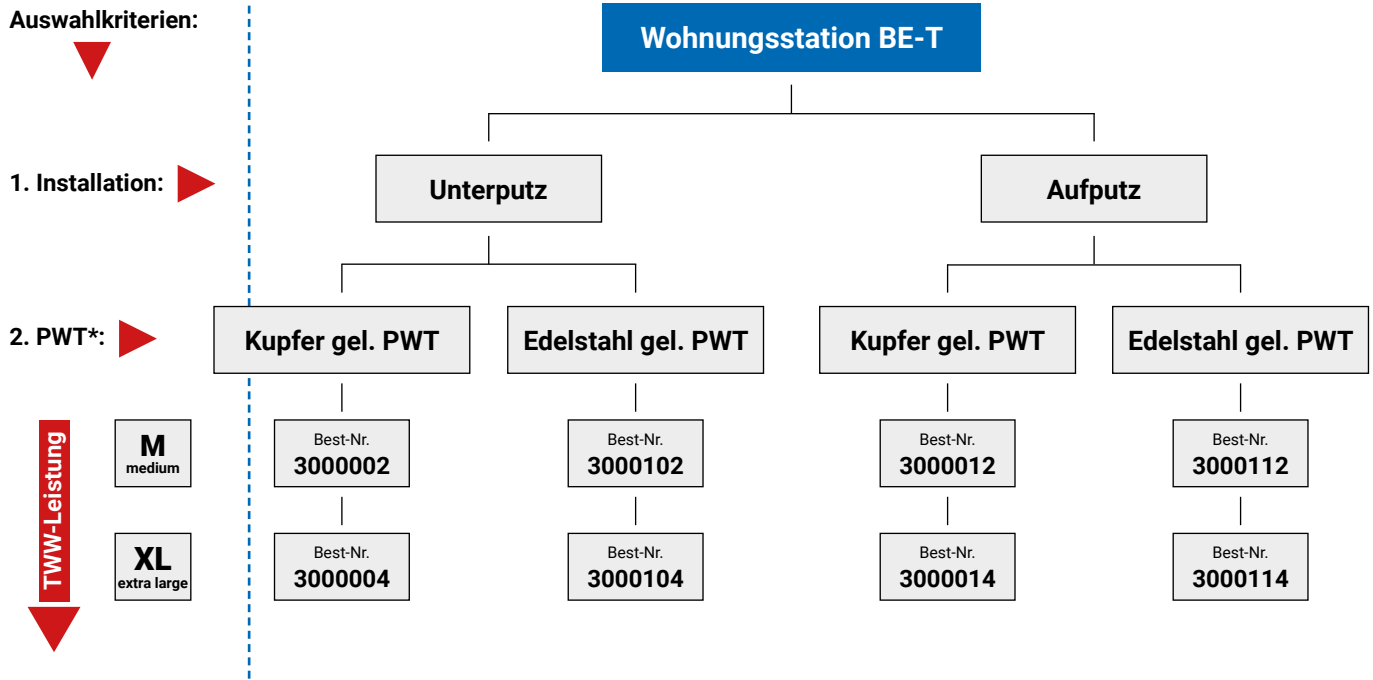 Auswahlkriterien:
Wohnungsstation BE-T
1. Installation:
Unterputz
Aufputz
2. PWT*:
Kupfer gel. PWT
Edelstahl gel. PWT
Kupfer gel. PWT
Edelstahl gel. PWT
TWW-Leistung
M
medium
Best-Nr.
3000002
Best-Nr.
3000102
Best-Nr.
3000012
Best-Nr.
3000112
XL
extra large
Best-Nr.
3000004
Best-Nr.
3000104
Best-Nr.
3000014
Best-Nr.
3000114